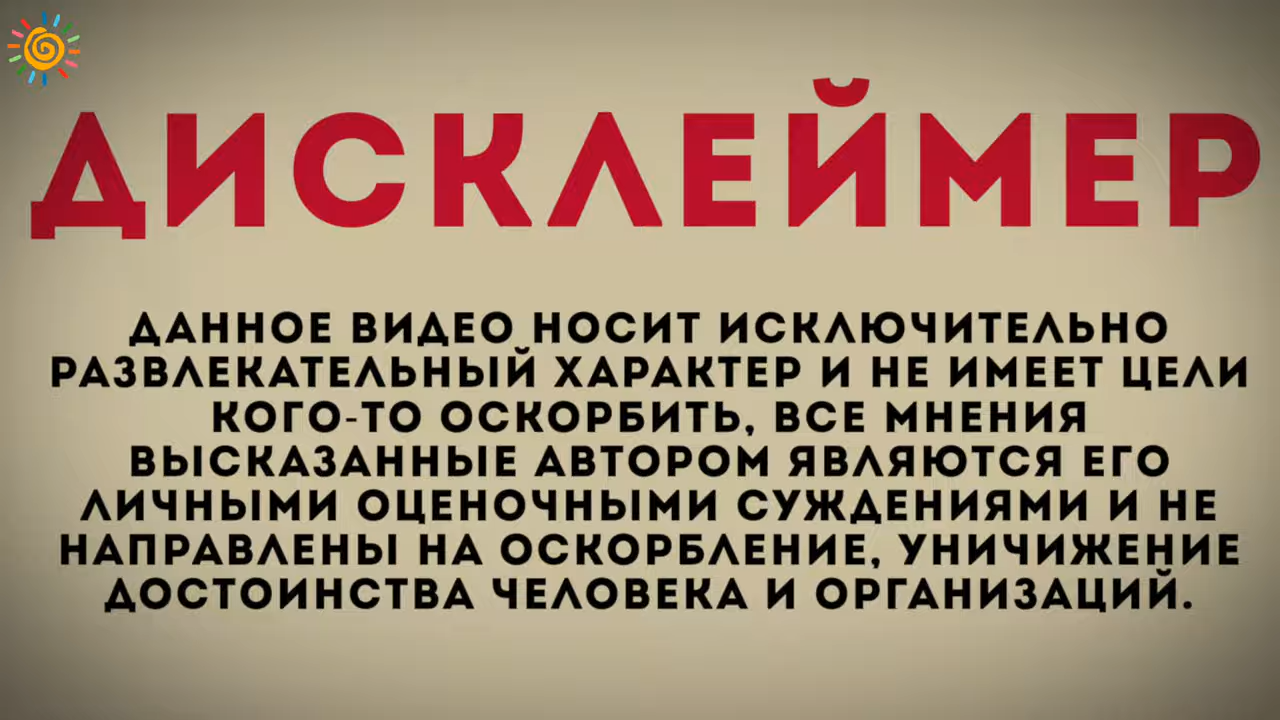 ДИСКЛЕЙМЕР
ДАННОЕ ВИДЕО НОСИТ ИСКЛЮЧИТЕЛЬНО
РАЗВЛЕКАТЕЛЬНЫЙ ХАРАКТЕР И НЕ ИМЕЕТ ЦЕЛИ
КОГО-ТО ОСКОРБИТЬ, ВСЕ МНЕНИЯ
ВЫСКАЗАННЫЕ АВТОРОМ ЯВЛЯЮТСЯ ЕГО
ЛИЧНЫМИ ОЦЕНОЧНЫМИ СУЖДЕНИЯМИ И НЕ
НАПРАВЛЕНЫ НА ОСКОРБЛЕНИЕ, УНИЧИЖЕНИЕ
ДОСТОИНСТВА ЧЕЛОВЕКА И ОРГАНИЗАЦИЙ.